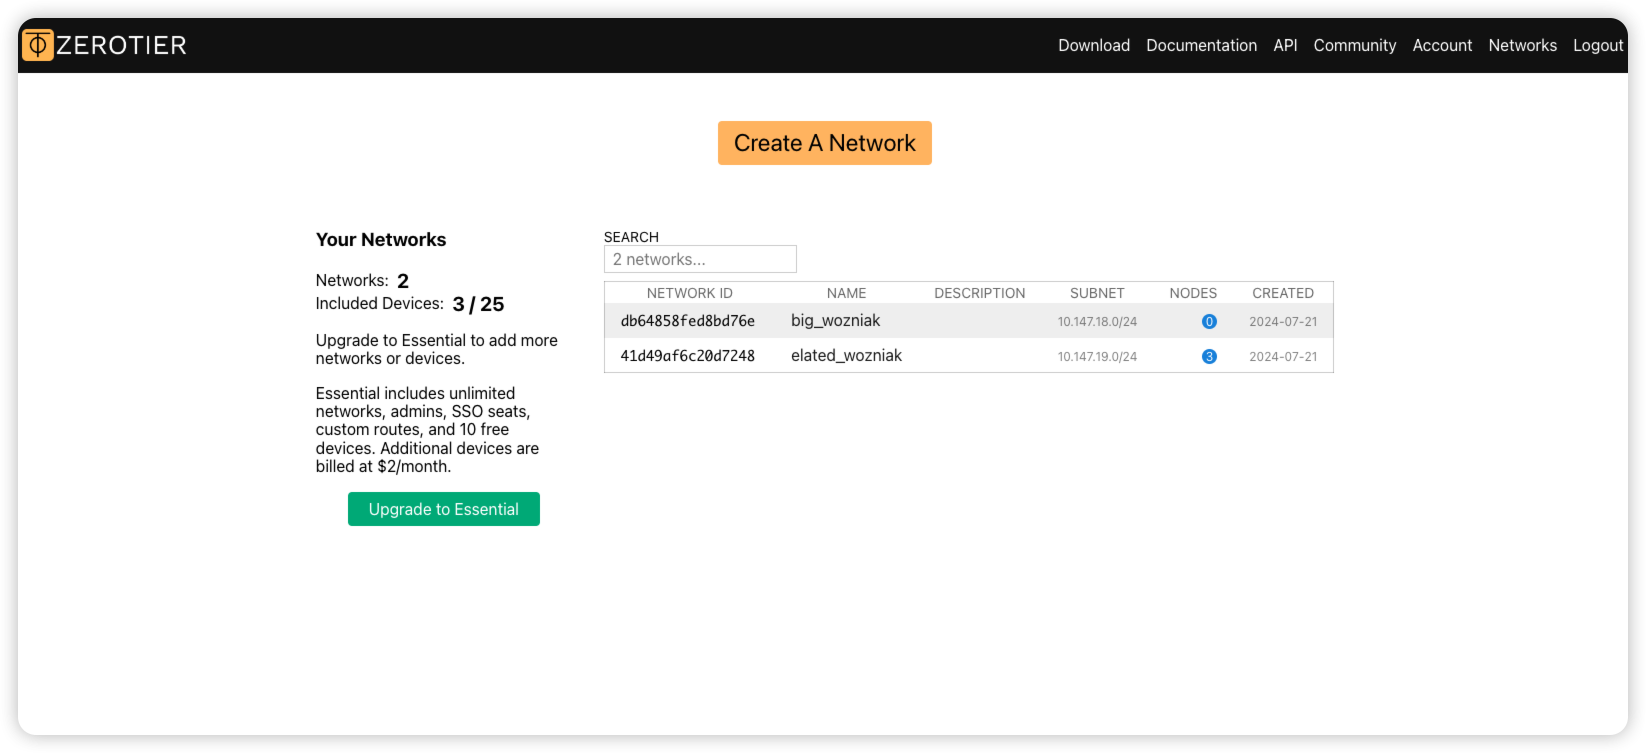 ZEROTIER
Download Documentation API Community Account Networks Logout
Create A Network
Your Networks
Networks: 2
Included Devices: 3 / 25
Upgrade to Essential to add more
networks or devices.
Essential includes unlimited
networks, admins, SSO seats,
custom routes, and 10 free
devices. Additional devices are
billed at $2/month.
Upgrade to Essential
SEARCH
2 networks...
NETWORK ID NAME DESCRIPTION SUBNET NODES CREATED
db64858fed8bd76e big_wozniak 10.147.18.0/24 0 2024-07-21
41d49af6c20d7248 elated_wozniak 10.147.19.0/24 3 2024-07-21